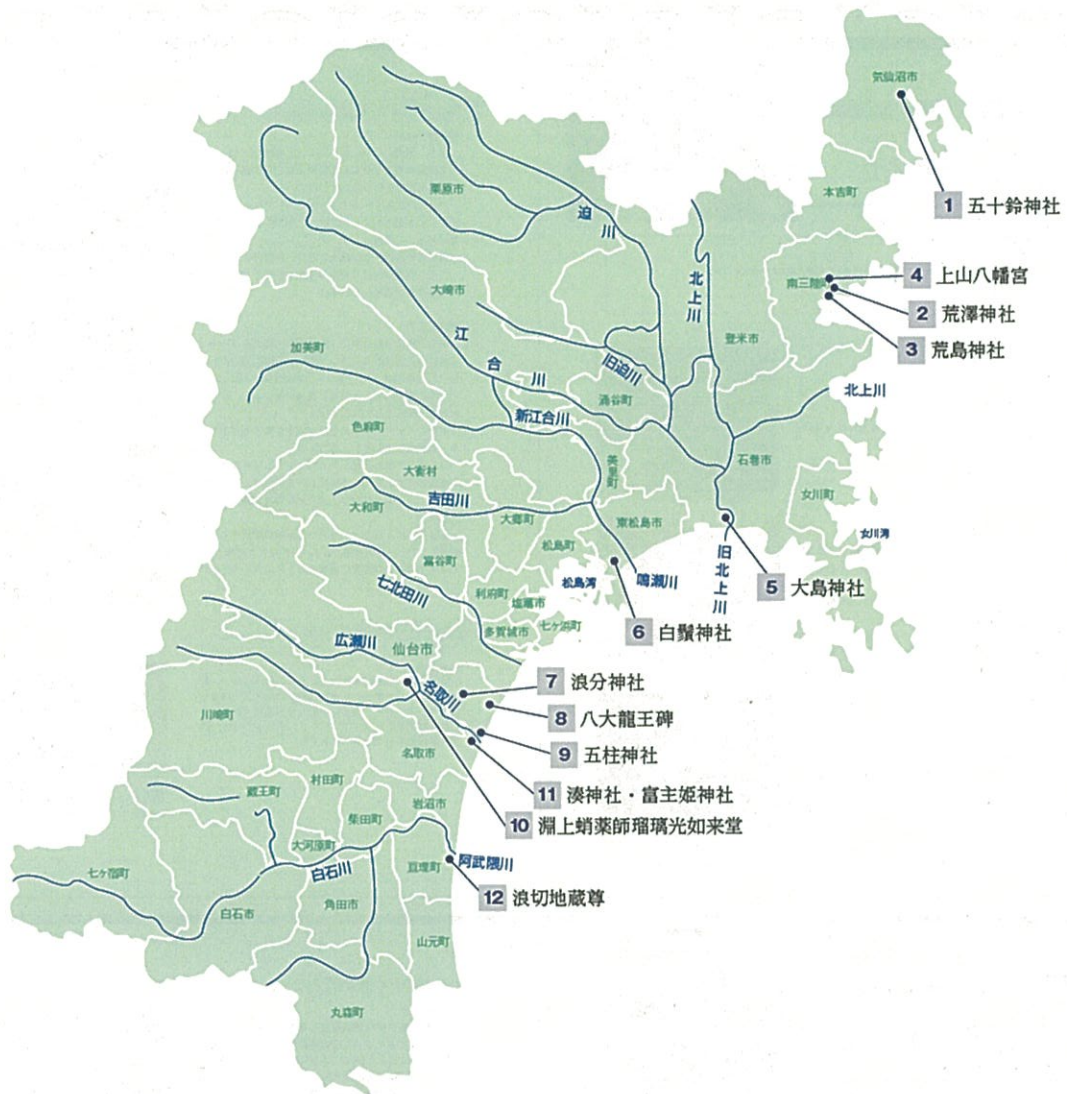 気仙沼市
本吉町
1 五十鈴神社
南三陸町
4 上山八幡宮
2 荒澤神社
3 荒島神社
栗原市
迫川
北上川
登米市
大崎市
江合川
旧迫川
涌谷町
北上川
加美町
新江合川
色麻町
美里町
石巻市
女川町
女川湾
大衡村
大和町
吉田川
大郷町
東松島市
松島町
富谷町
七北田川
利府町
塩竈市
松島湾
鳴瀬川
旧北上川
5 大島神社
多賀城市
七ヶ浜町
6 白鬚神社
広瀬川
仙台市
名取川
7 浪分神社
8 八大龍王碑
9 五柱神社
川崎町
名取市
11 湊神社・富主姫神社
10 淵上蛸薬師瑠璃光如来堂
村田町
蔵王町
柴田町
岩沼市
大河原町
白石川
亘理町
阿武隈川
12 浪切地蔵尊
七ヶ宿町
白石市
角田市
山元町
丸森町